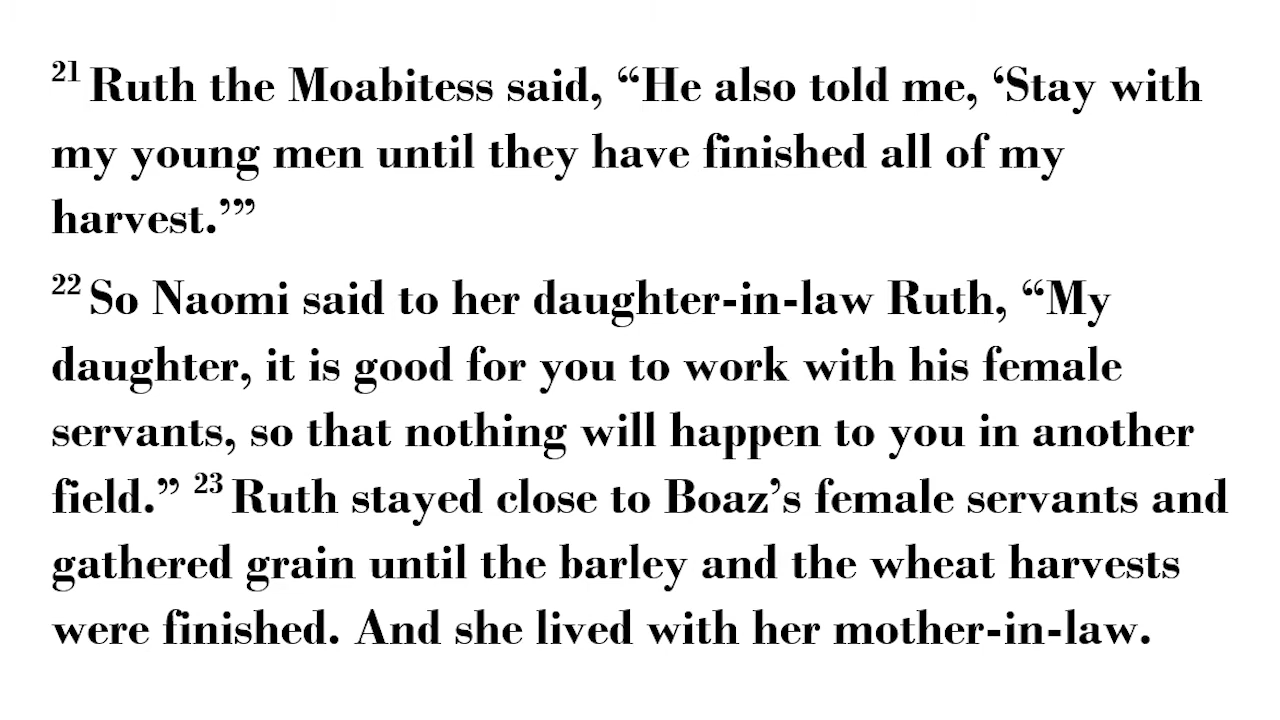 21 Ruth the Moabitess said, “He also told me, ‘Stay with
my young men until they have finished all of my
harvest.’”
22 So Naomi said to her daughter-in-law Ruth, “My
daughter, it is good for you to work with his female
servants, so that nothing will happen to you in another
field.” 23 Ruth stayed close to Boaz’s female servants and
gathered grain until the barley and the wheat harvests
were finished. And she lived with her mother-in-law.